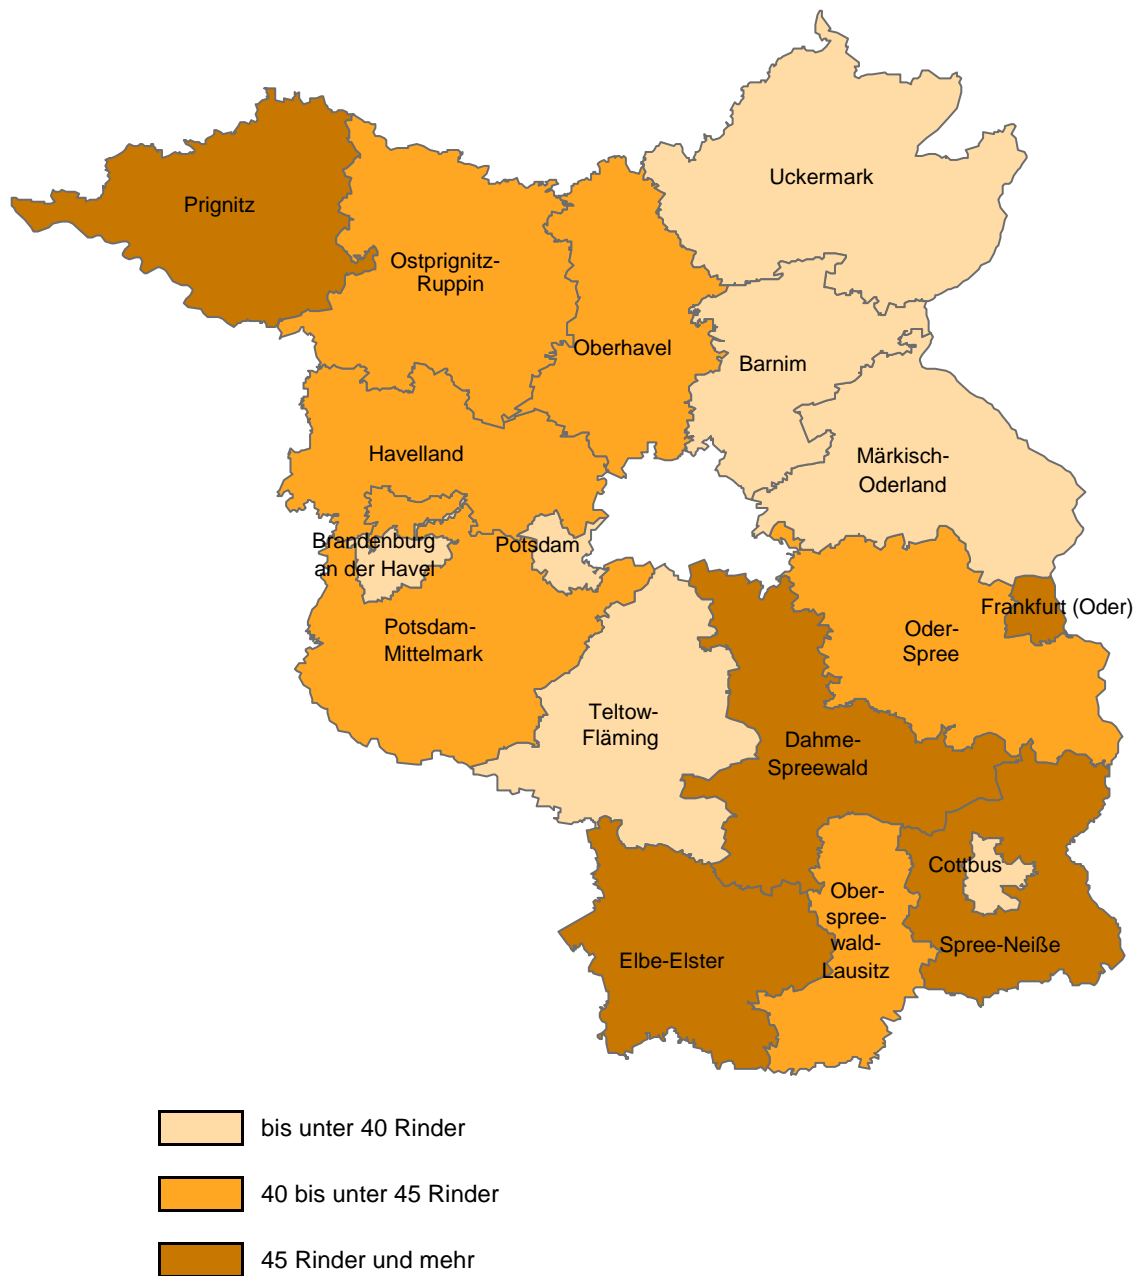 Uckermark
Prignitz
Ostprignitz-
Ruppin
Oberhavel
Barnim
Havelland
Märkisch-
Oderland
Brandenburg
an der Havel
Potsdam
Frankfurt (Oder)
Potsdam-
Mittelmark
Oder-
Spree
Teltow-
Fläming
Dahme-
Spreewald
Cottbus
Ober-
spree-
wald-
Lausitz
Spree-Neiße
Elbe-Elster
bis unter 40 Rinder
40 bis unter 45 Rinder
45 Rinder und mehr